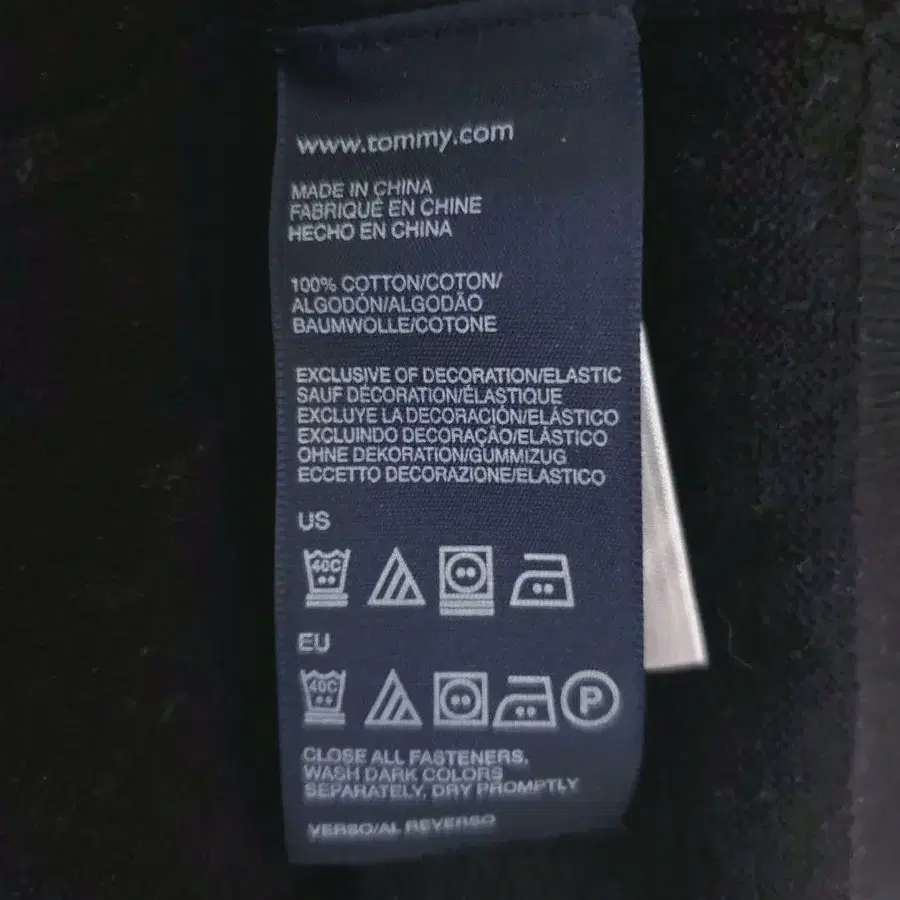 www.tommy.com
MADE IN CHINA
FABRIQUÉ EN CHINE
HECHO EN CHINA
100% COTTON/COTON/
ALGODÓN/ALGODÃO
BAUMWOLLE/COTONE
EXCLUSIVE OF DECORATION/ELASTIC
SAUF DÉCORATION/ÉLASTIQUE
EXCLUYE LA DECORACIÓN/ELÁSTICO
EXCLUINDO DECORAÇÃO/ELÁSTICO
OHNE DEKORATION/GUMMIZUG
ECCETTO DECORAZIONE/ELASTICO
US
40C
EU
40C P
CLOSE ALL FASTENERS,
WASH DARK COLORS
SEPARATELY, DRY PROMPTLY
VERSO/AL REVERSO